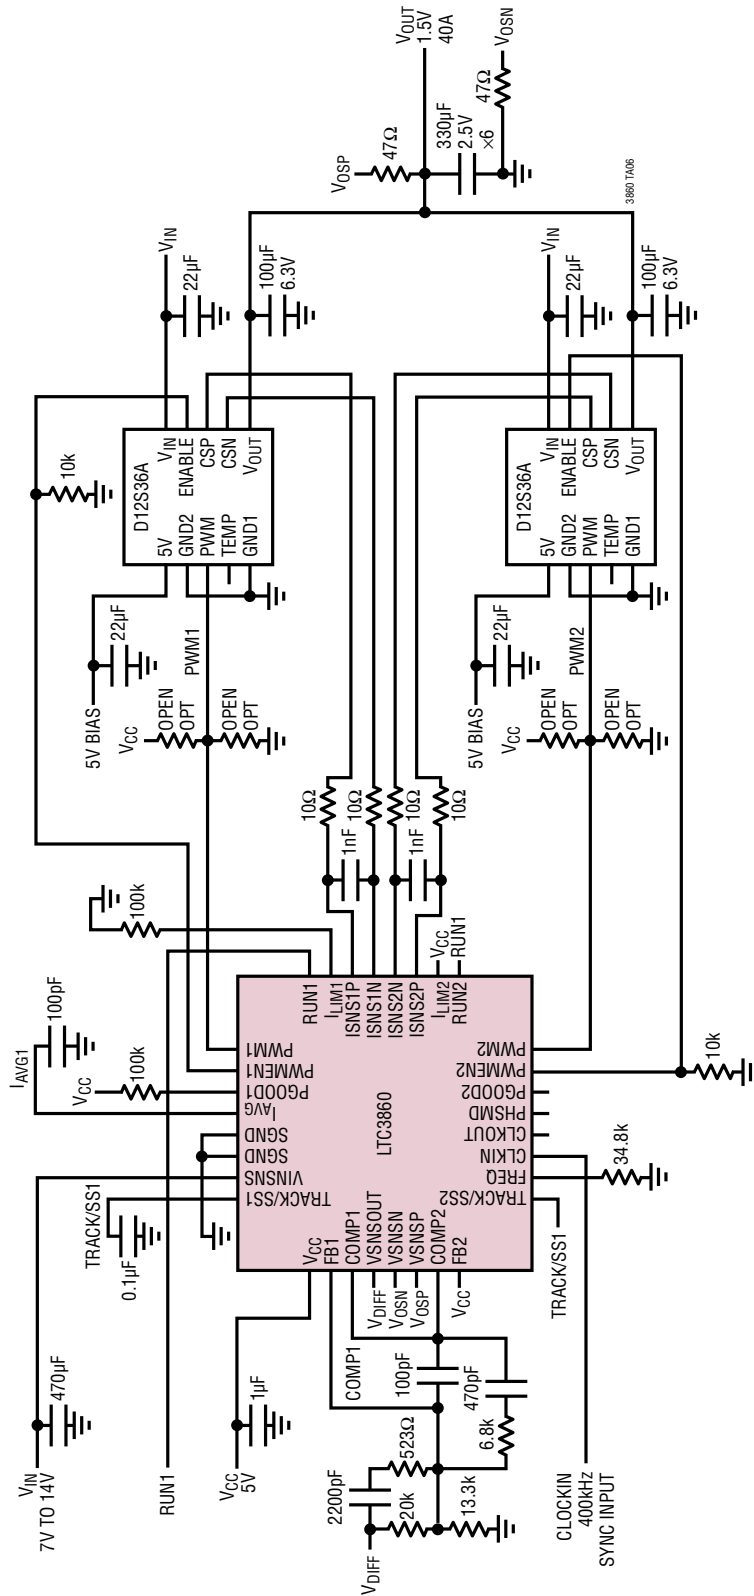 VIN
7V TO 14V
470µF
RUN1
VCC
5V
1µF
0.1µF
TRACK/SS1
IAVG1
100pF
VCC
100k
100k
VDIFF
2200pF
523Ω
20k
13.3k
COMP1
100pF
470pF
6.8k
CLOCKIN
400kHz
SYNC INPUT
TRACK/SS1
34.8k
10k
LTC3860
VCC
FB1
COMP1
VSNSOUT
VSNSN
VSNSP
COMP2
FB2
VDIFF
VOSN
VOSP
VCC
TRACK/SS1
VINSNS
SGND
SGND
IAVG
PGOOD1
PWMEN1
PWM1
RUN1
ILIM1
ISNS1P
ISNS1N
ISNS2N
ISNS2P
ILIM2
RUN2
VCC
RUN1
TRACK/SS2
FREQ
CLKIN
CLKOUT
PHSMD
PGOOD2
PWMEN2
PWM2
1nF
10Ω
10Ω
1nF
10Ω
10Ω
5V BIAS
22µF
VCC
OPEN
OPT
OPEN
OPT
PWM1
10k
D12S36A
5V
GND2
PWM
TEMP
GND1
VIN
ENABLE
CSP
CSN
VOUT
VIN
22µF
100µF
6.3V
5V BIAS
22µF
VCC
OPEN
OPT
OPEN
OPT
PWM2
D12S36A
5V
GND2
PWM
TEMP
GND1
VIN
ENABLE
CSP
CSN
VOUT
VIN
22µF
100µF
6.3V
VOSP
47Ω
VOUT
1.5V
40A
330µF
2.5V
×6
47Ω
VOSN
3860 TA06